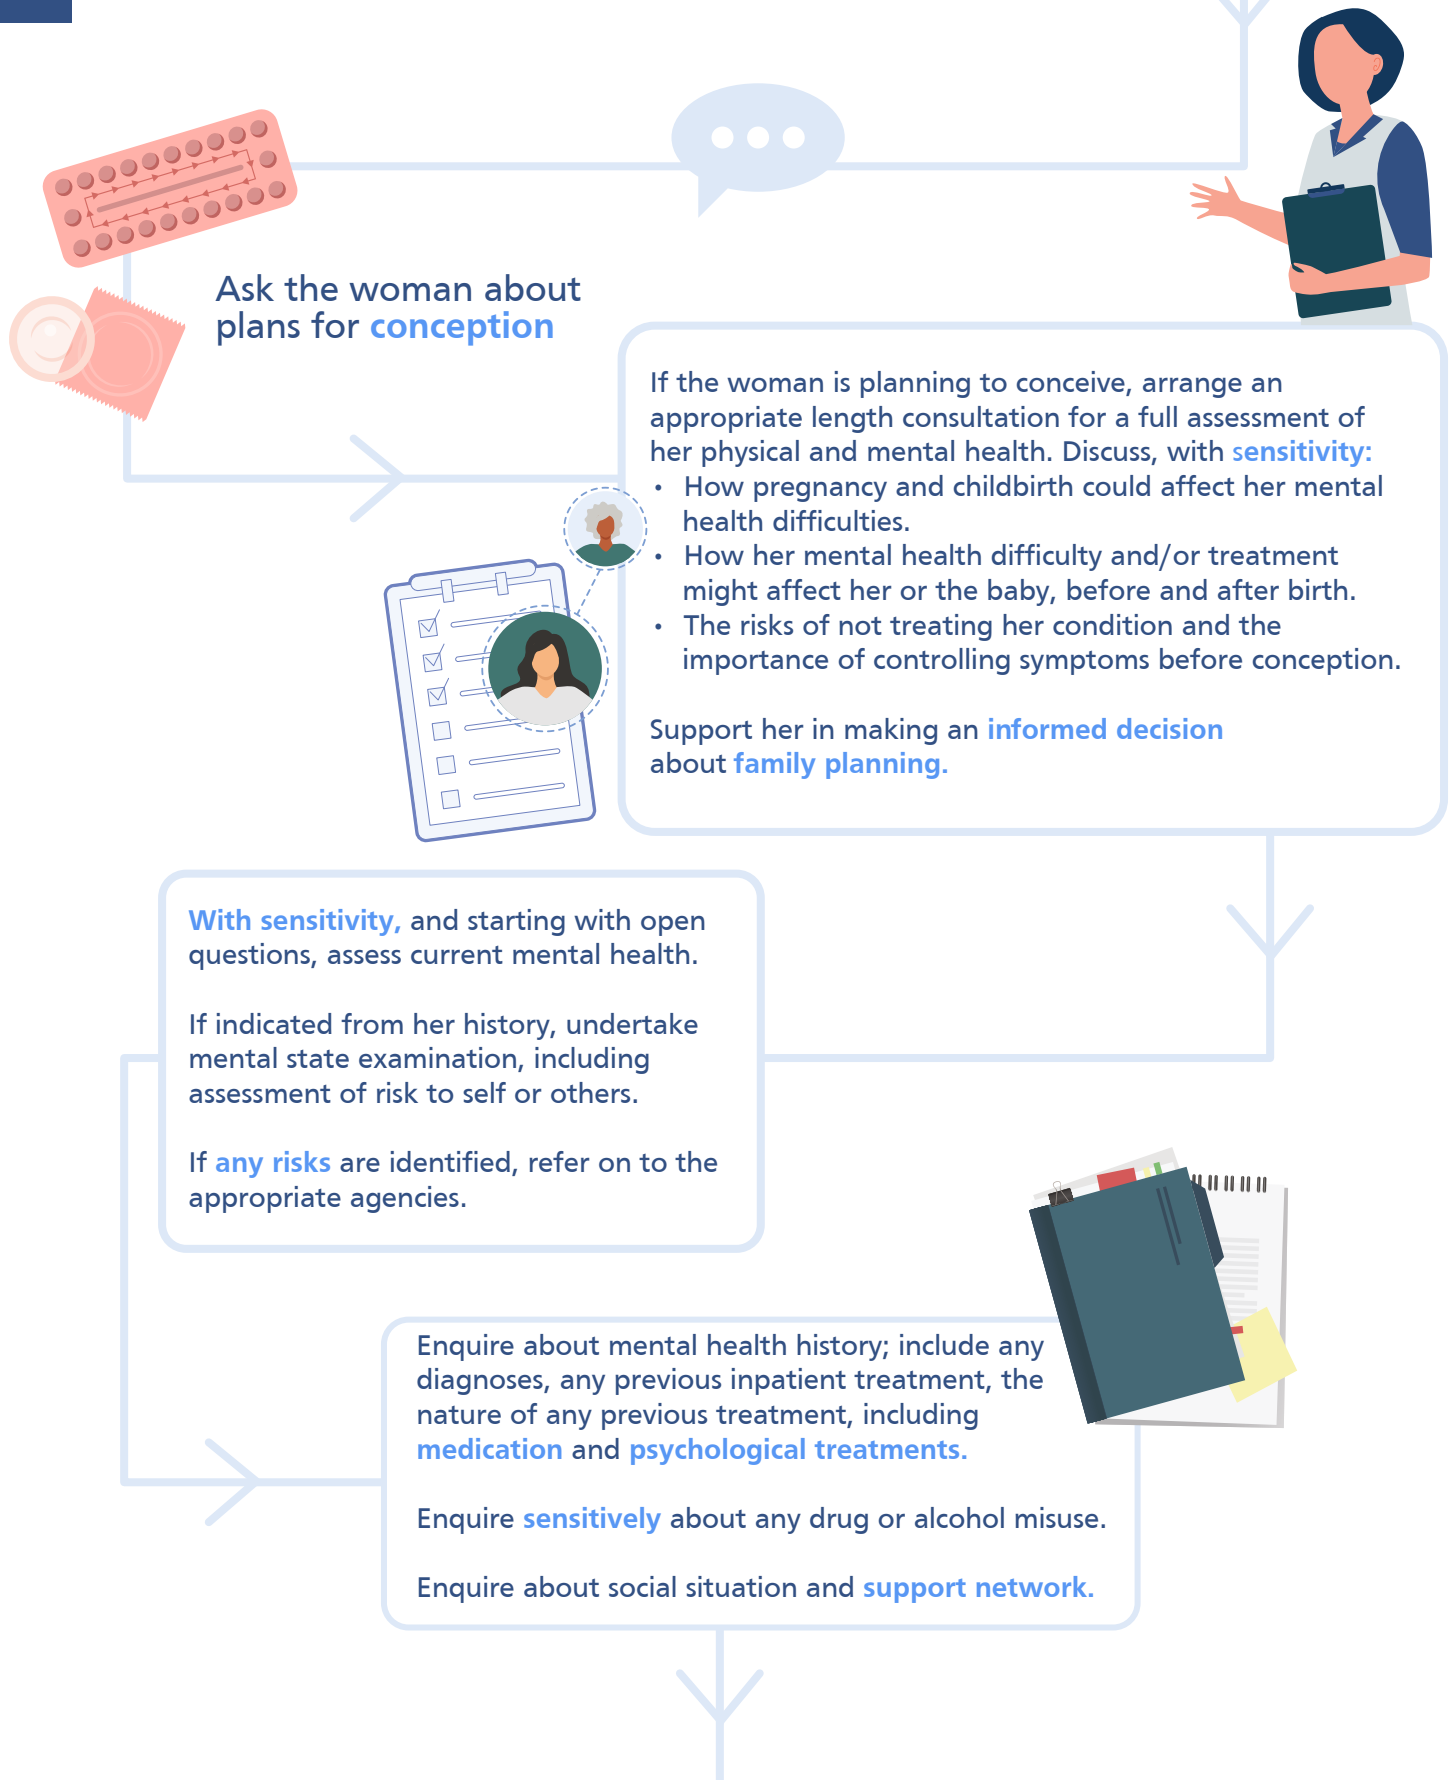 Ask the woman about
plans for conception
If the woman is planning to conceive, arrange an
appropriate length consultation for a full assessment of
her physical and mental health. Discuss, with sensitivity:
• How pregnancy and childbirth could affect her mental
health difficulties.
• How her mental health difficulty and/or treatment
might affect her or the baby, before and after birth.
• The risks of not treating her condition and the
importance of controlling symptoms before conception.
Support her in making an informed decision
about family planning.
With sensitivity, and starting with open
questions, assess current mental health.
If indicated from her history, undertake
mental state examination, including
assessment of risk to self or others.
If any risks are identified, refer on to the
appropriate agencies.
Enquire about mental health history; include any
diagnoses, any previous inpatient treatment, the
nature of any previous treatment, including
medication and psychological treatments.
Enquire sensitively about any drug or alcohol misuse.
Enquire about social situation and support network.